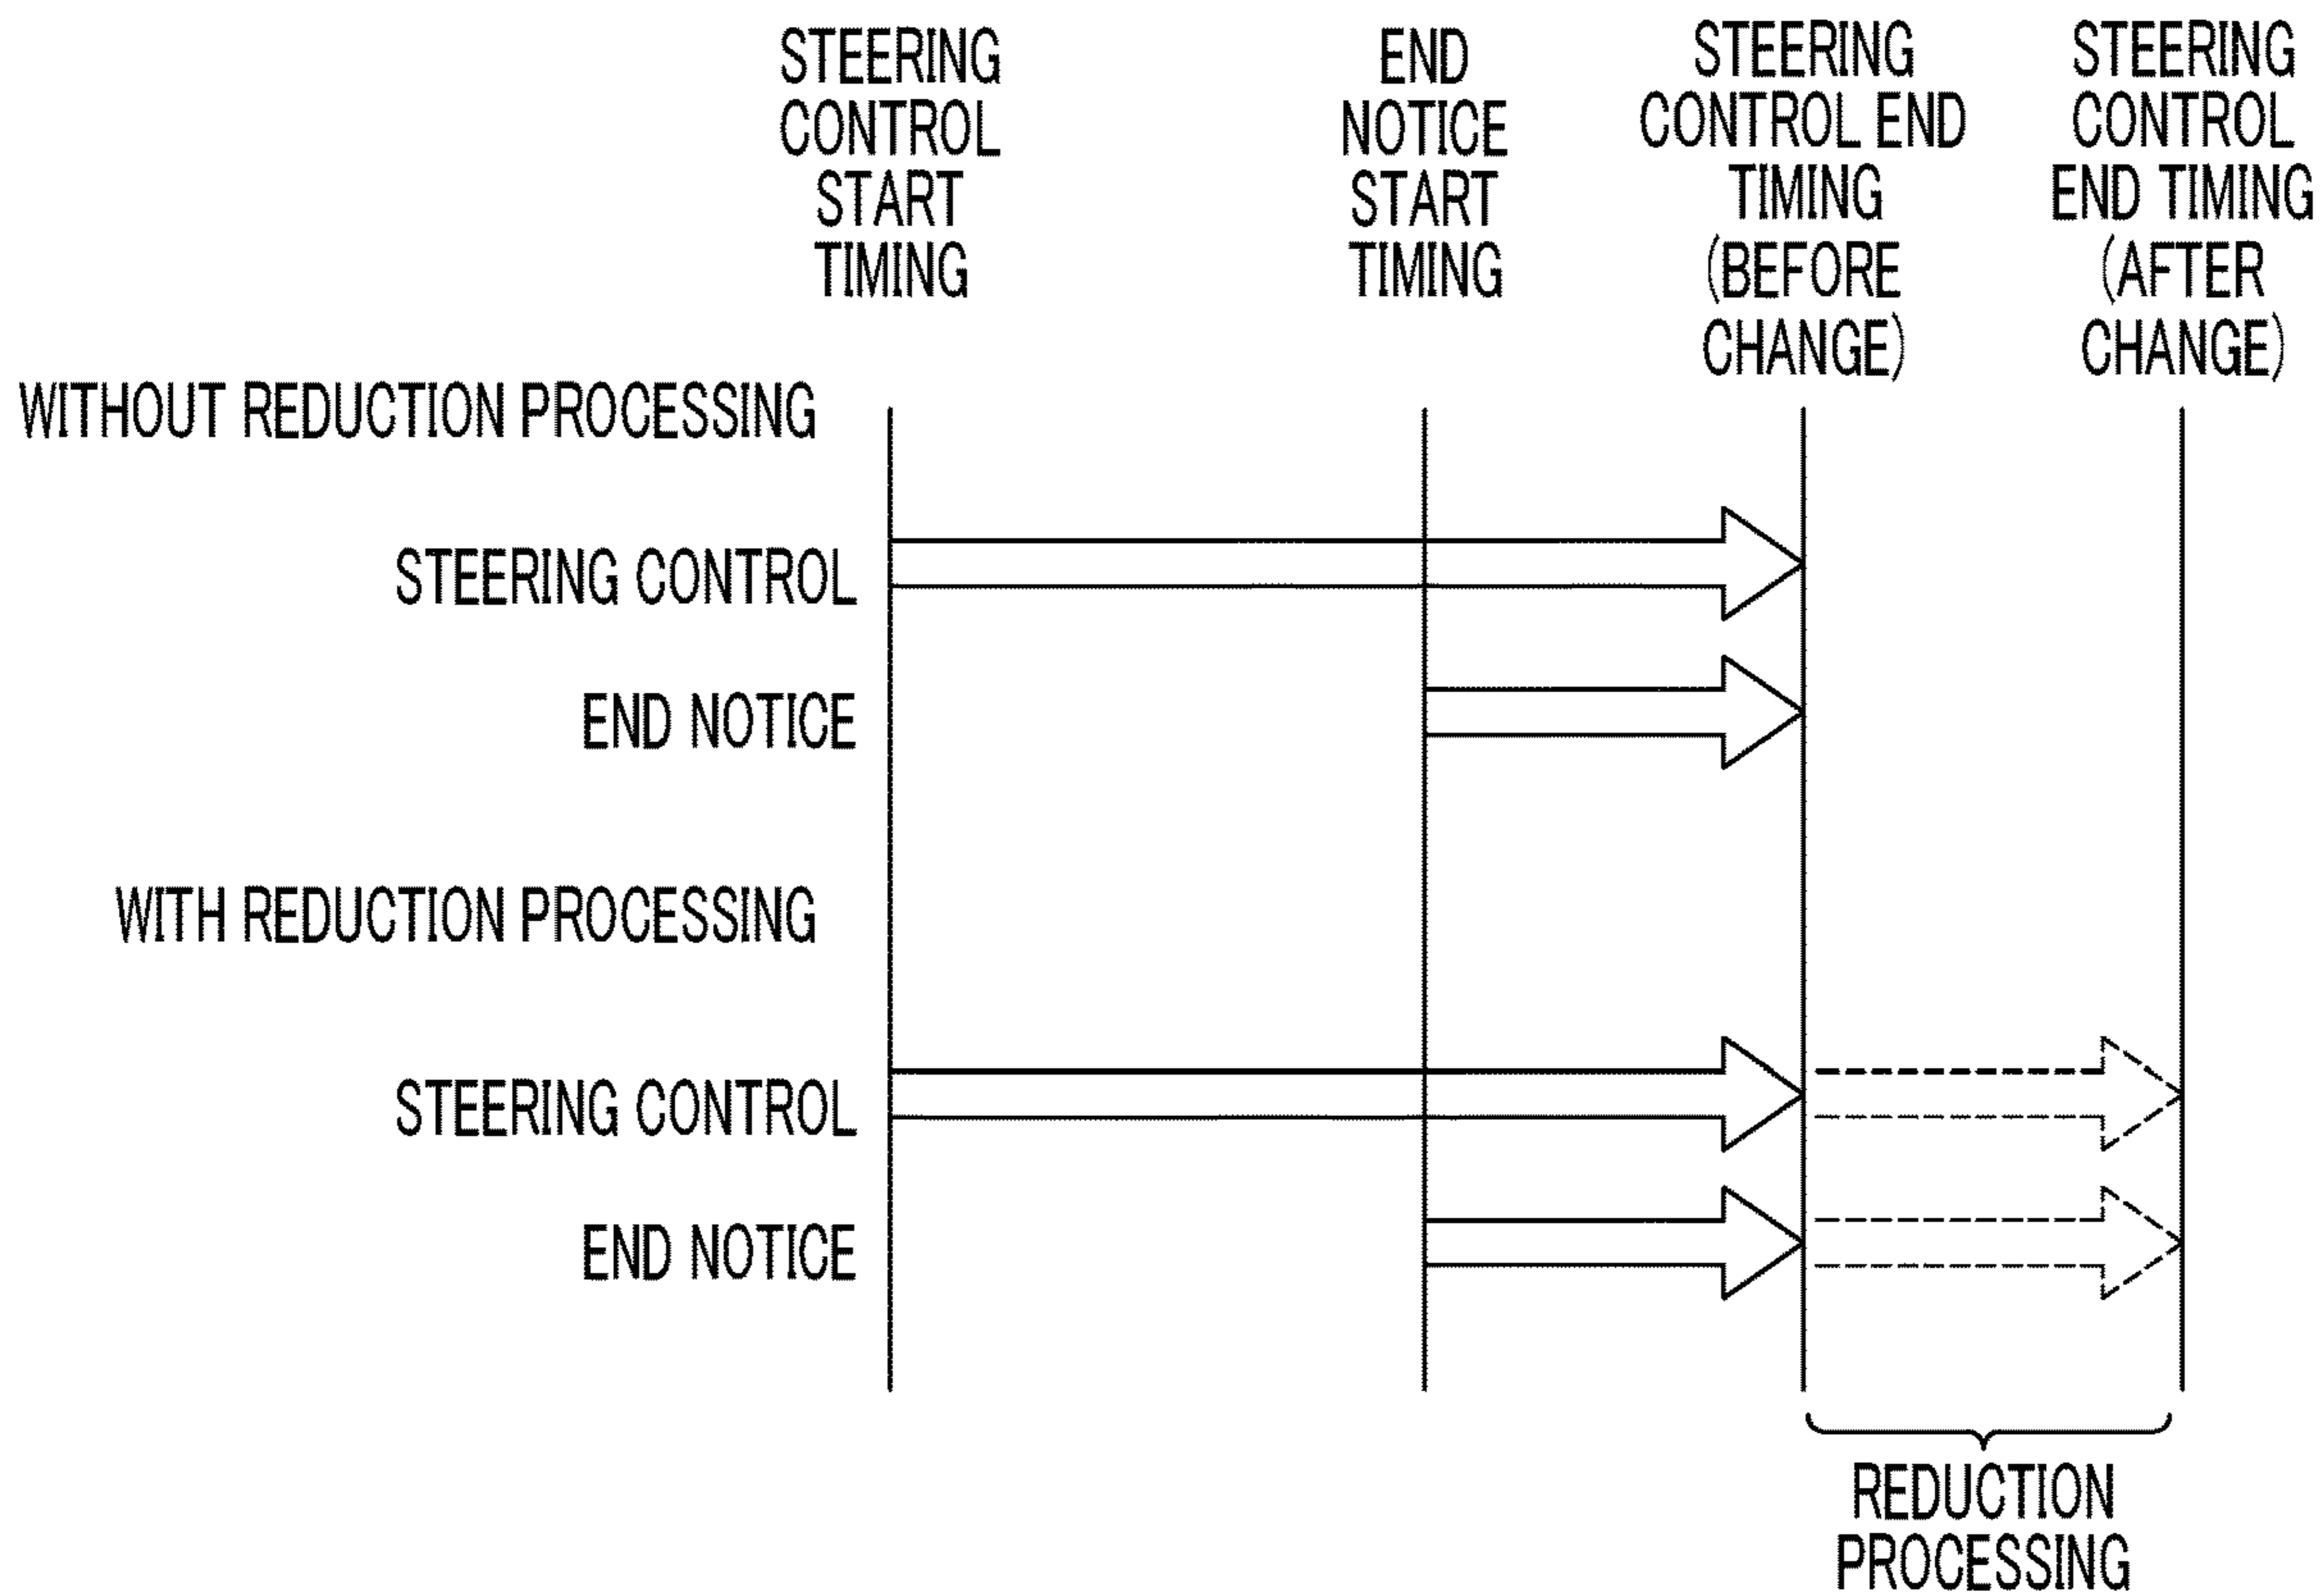 STEERING
CONTROL
START
TIMING
END
NOTICE
START
TIMING
STEERING
CONTROL END
TIMING
(BEFORE
CHANGE)
STEERING
CONTROL
END TIMING
(AFTER
CHANGE)
WITHOUT REDUCTION PROCESSING
STEERING CONTROL
END NOTICE
WITH REDUCTION PROCESSING
STEERING CONTROL
END NOTICE
REDUCTION
PROCESSING